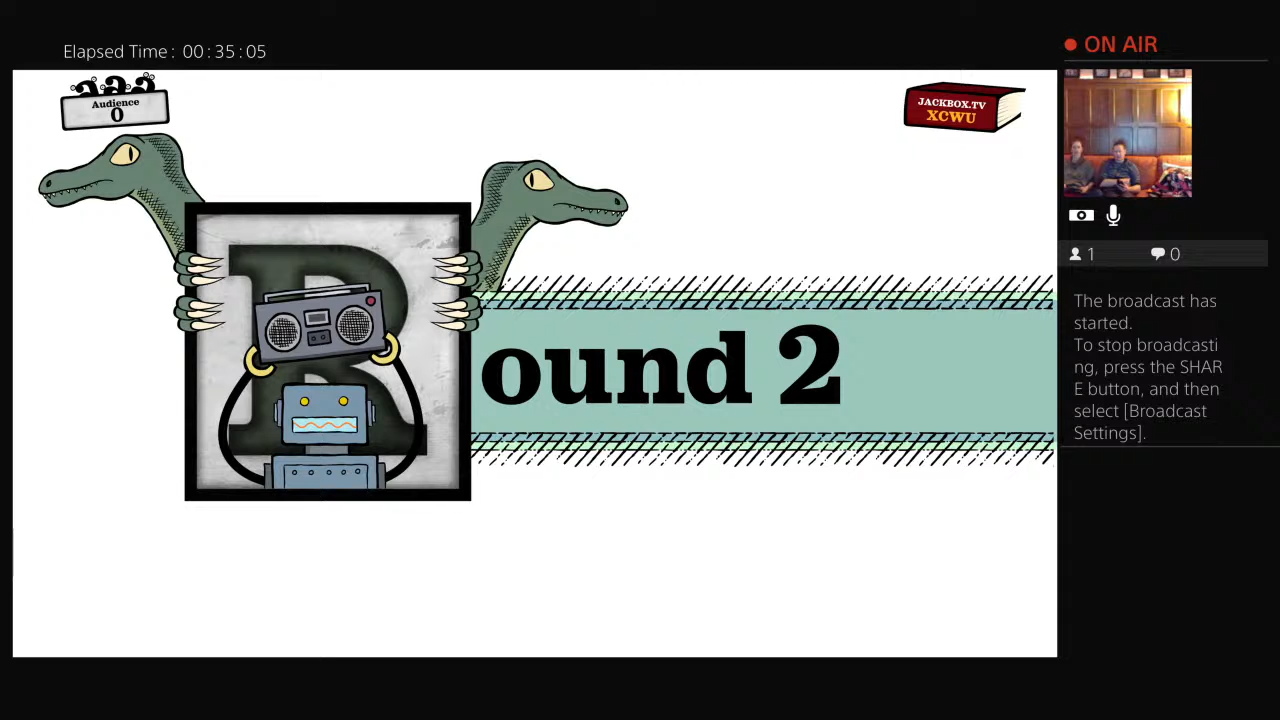 Elapsed Time: 00:35:05
ON AIR
Audience
0
JACKBOX.TV
XCWU
1
0
Round 2
The broadcast has
started.
To stop broadcasti
ng, press the SHAR
E button, and then
select [Broadcast
Settings].